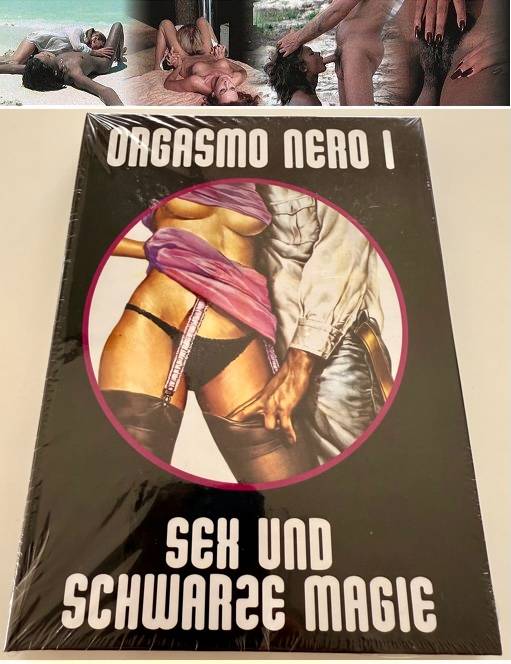 ORGASMO NERO I
SEX UND
SCHWARZE MAGIE